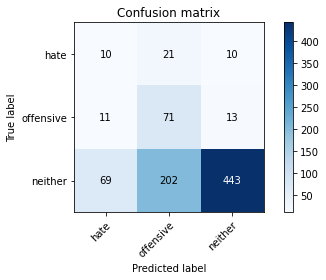 Confusion matrix
True label
hate 10 21 10
offensive 11 71 13
neither 69 202 443
hate offensive neither
Predicted label
400
350
300
250
200
150
100
50